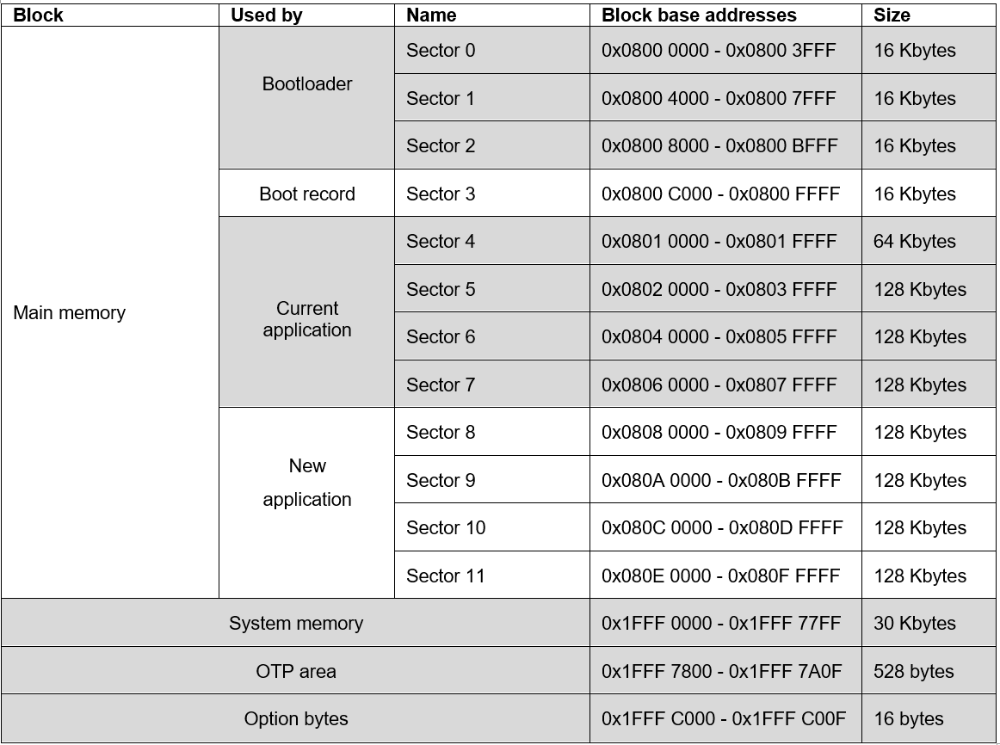 Block Used by Name Block base addresses Size
Main memory
Bootloader
Sector 0 0x0800 0000 - 0x0800 3FFF 16 Kbytes
Sector 1 0x0800 4000 - 0x0800 7FFF 16 Kbytes
Sector 2 0x0800 8000 - 0x0800 BFFF 16 Kbytes
Boot record Sector 3 0x0800 C000 - 0x0800 FFFF 16 Kbytes
Current
application
Sector 4 0x0801 0000 - 0x0801 FFFF 64 Kbytes
Sector 5 0x0802 0000 - 0x0803 FFFF 128 Kbytes
Sector 6 0x0804 0000 - 0x0805 FFFF 128 Kbytes
Sector 7 0x0806 0000 - 0x0807 FFFF 128 Kbytes
New
application
Sector 8 0x0808 0000 - 0x0809 FFFF 128 Kbytes
Sector 9 0x080A 0000 - 0x080B FFFF 128 Kbytes
Sector 10 0x080C 0000 - 0x080D FFFF 128 Kbytes
Sector 11 0x080E 0000 - 0x080F FFFF 128 Kbytes
System memory 0x1FFF 0000 - 0x1FFF 77FF 30 Kbytes
OTP area 0x1FFF 7800 - 0x1FFF 7A0F 528 bytes
Option bytes 0x1FFF C000 - 0x1FFF C00F 16 bytes